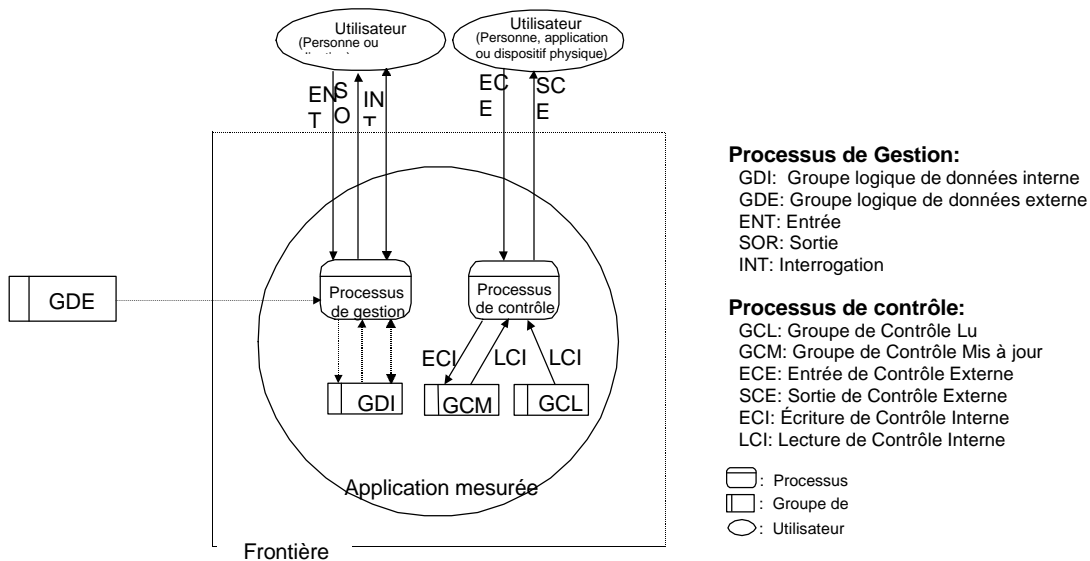 Utilisateur
(Personne ou
Utilisateur
(Personne, application
ou dispositif physique)
EN
T
S
O
IN
EC
E
SC
E
Processus
de gestion
Processus
de contrôle
GDE
ECI
LCI
LCI
GDI
GCM
GCL
Application mesurée
Frontière
Processus de Gestion:
GDI: Groupe logique de données interne
GDE: Groupe logique de données externe
ENT: Entrée
SOR: Sortie
INT: Interrogation
Processus de contrôle:
GCL: Groupe de Contrôle Lu
GCM: Groupe de Contrôle Mis à jour
ECE: Entrée de Contrôle Externe
SCE: Sortie de Contrôle Externe
ECI: Écriture de Contrôle Interne
LCI: Lecture de Contrôle Interne
: Processus
: Groupe de
: Utilisateur